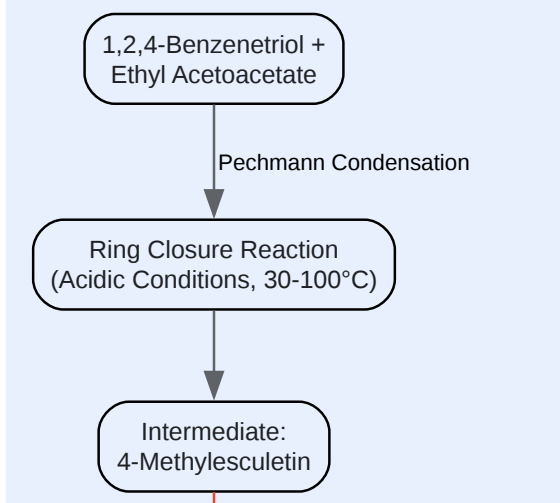 1,2,4-Benzenetriol +
Ethyl Acetoacetate
Pechmann Condensation
Ring Closure Reaction
(Acidic Conditions, 30-100°C)
Intermediate:
4-Methylesculetin